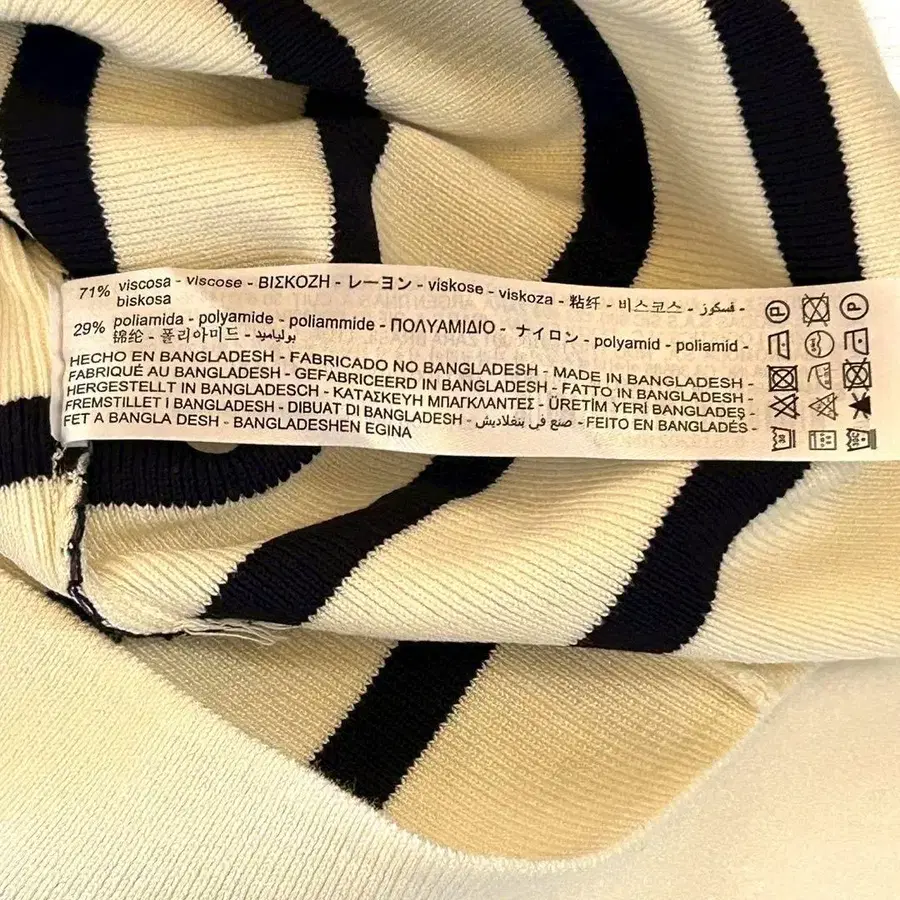 71% viscosa - viscose - ΒΙΣΚΟΖΗ - レーヨン - viskose - viskoza - 粘纤 - 비스코스 - فسكوز -
biskosa
29% poliamida - polyamide - poliammide - ΠΟΛΥΑΜΙΔΙΟ - ナイロン - polyamid - poliamid -
锦纶 - 폴리아미드 - بولياميد
HECHO EN BANGLADESH - FABRICADO NO BANGLADESH - MADE IN BANGLADESH -
FABRIQUÉ AU BANGLADESH - GEFABRICEERD IN BANGLADESH - FATTO IN BANGLADESH -
HERGESTELLT IN BANGLADESCH - ΚΑΤΑΣΚΕΥΗ ΜΠΑΓΚΛΑΝΤΕΣ - ÜRETİM YERİ BANGLADEŞ -
FREMSTILLET I BANGLADESH - DIBUAT DI BANGLADESH - صنع في بنغلاديش - FEITO EN BANGLADÉS -
FET A BANGLA DESH - BANGLADESHEN EGINA